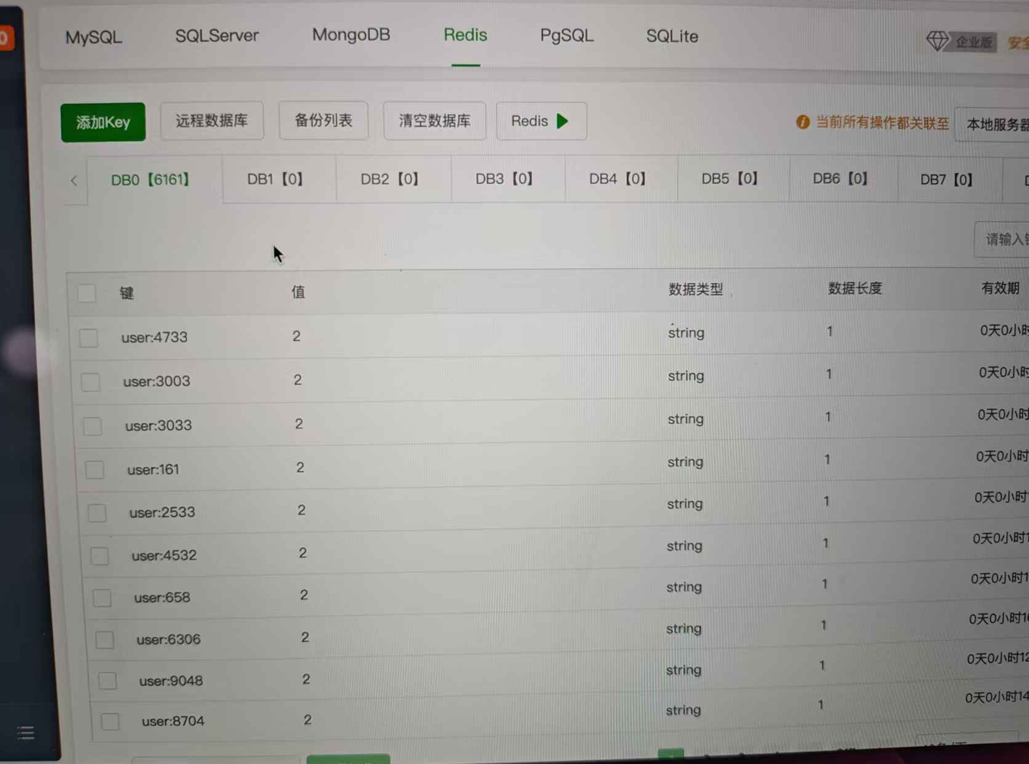 0
MySQL SQLServer MongoDB Redis PgSQL SQLite 企业版 安全
添加Key 远程数据库 备份列表 清空数据库 Redis 当前所有操作都关联至 本地服务器
DB0【6161】 DB1【0】 DB2【0】 DB3【0】 DB4【0】 DB5【0】 DB6【0】 DB7【0】
请输入键
键 值 数据类型 数据长度 有效期
user:4733 2 string 1 0天0小时
user:3003 2 string 1 0天0小时
user:3033 2 string 1 0天0小时
user:161 2 string 1 0天0小时
user:2533 2 string 1 0天0小时
user:4532 2 string 1 0天0小时1
user:658 2 string 1 0天0小时1
user:6306 2 string 1 0天0小时16
user:9048 2 string 1 0天0小时12
user:8704 2 string 1 0天0小时14